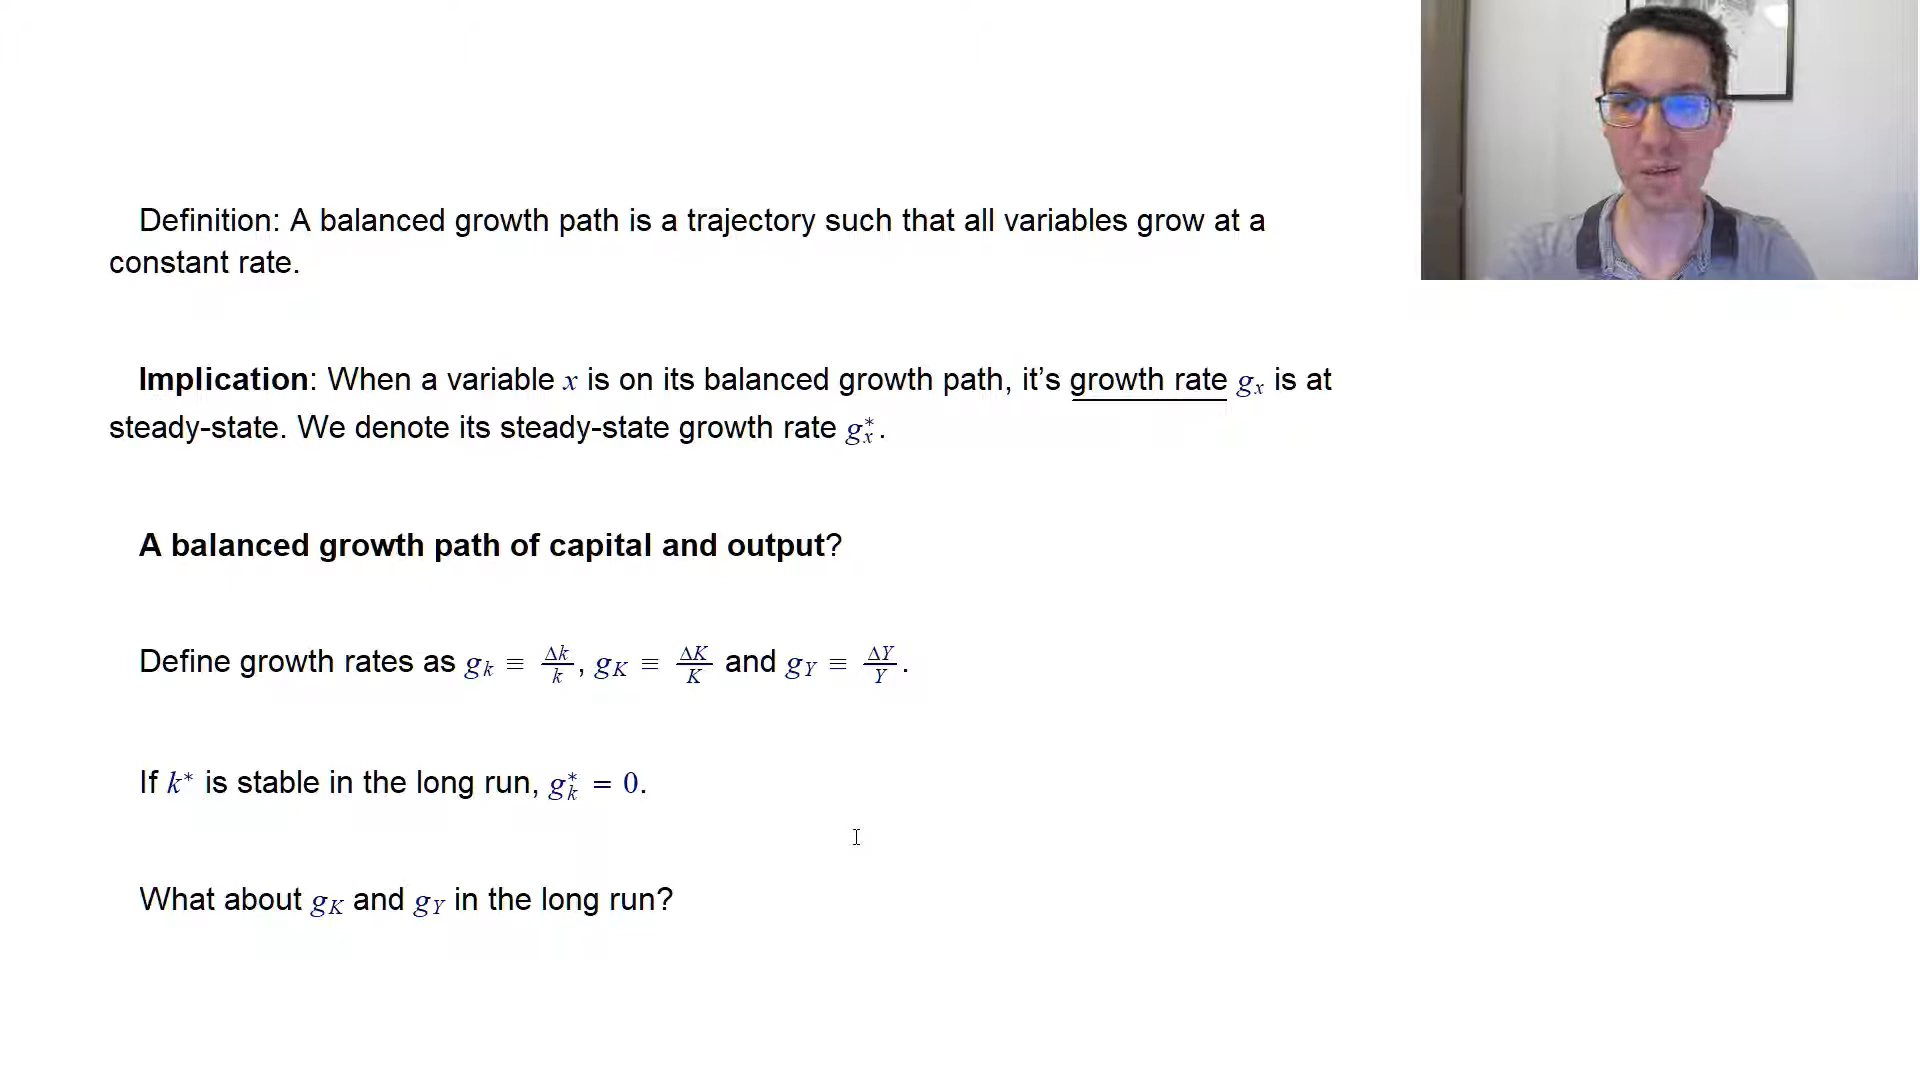 Definition: A balanced growth path is a trajectory such that all variables grow at a
constant rate.
Implication: When a variable x is on its balanced growth path, it’s growth rate gₓ is at
steady-state. We denote its steady-state growth rate gₓ*.
A balanced growth path of capital and output?
Define growth rates as g_k ≡ Δk/k, g_K ≡ ΔK/K and g_Y ≡ ΔY/Y.
If k* is stable in the long run, g_k* = 0.
What about g_K and g_Y in the long run?